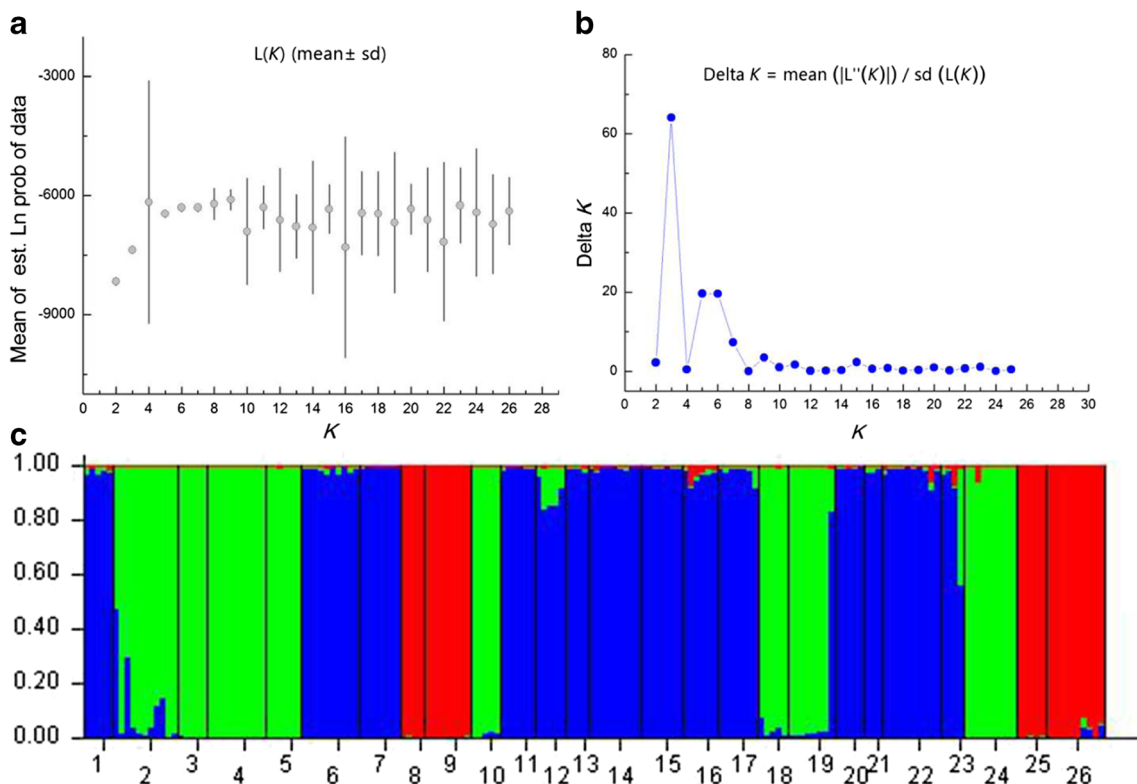 a
L(K) (mean± sd)
Mean of est. Ln prob of data
-3000
-6000
-9000
0 2 4 6 8 10 12 14 16 18 20 22 24 26 28
K
b
Delta K = mean (|L''(K)|) / sd (L(K))
Delta K
80
60
40
20
0
0 2 4 6 8 10 12 14 16 18 20 22 24 26 28 30
K
c
1.00
0.80
0.60
0.40
0.20
0.00
1 2 3 4 5 6 7 8 9 10 11 12 13 14 15 16 17 18 19 20 21 22 23 24 25 26